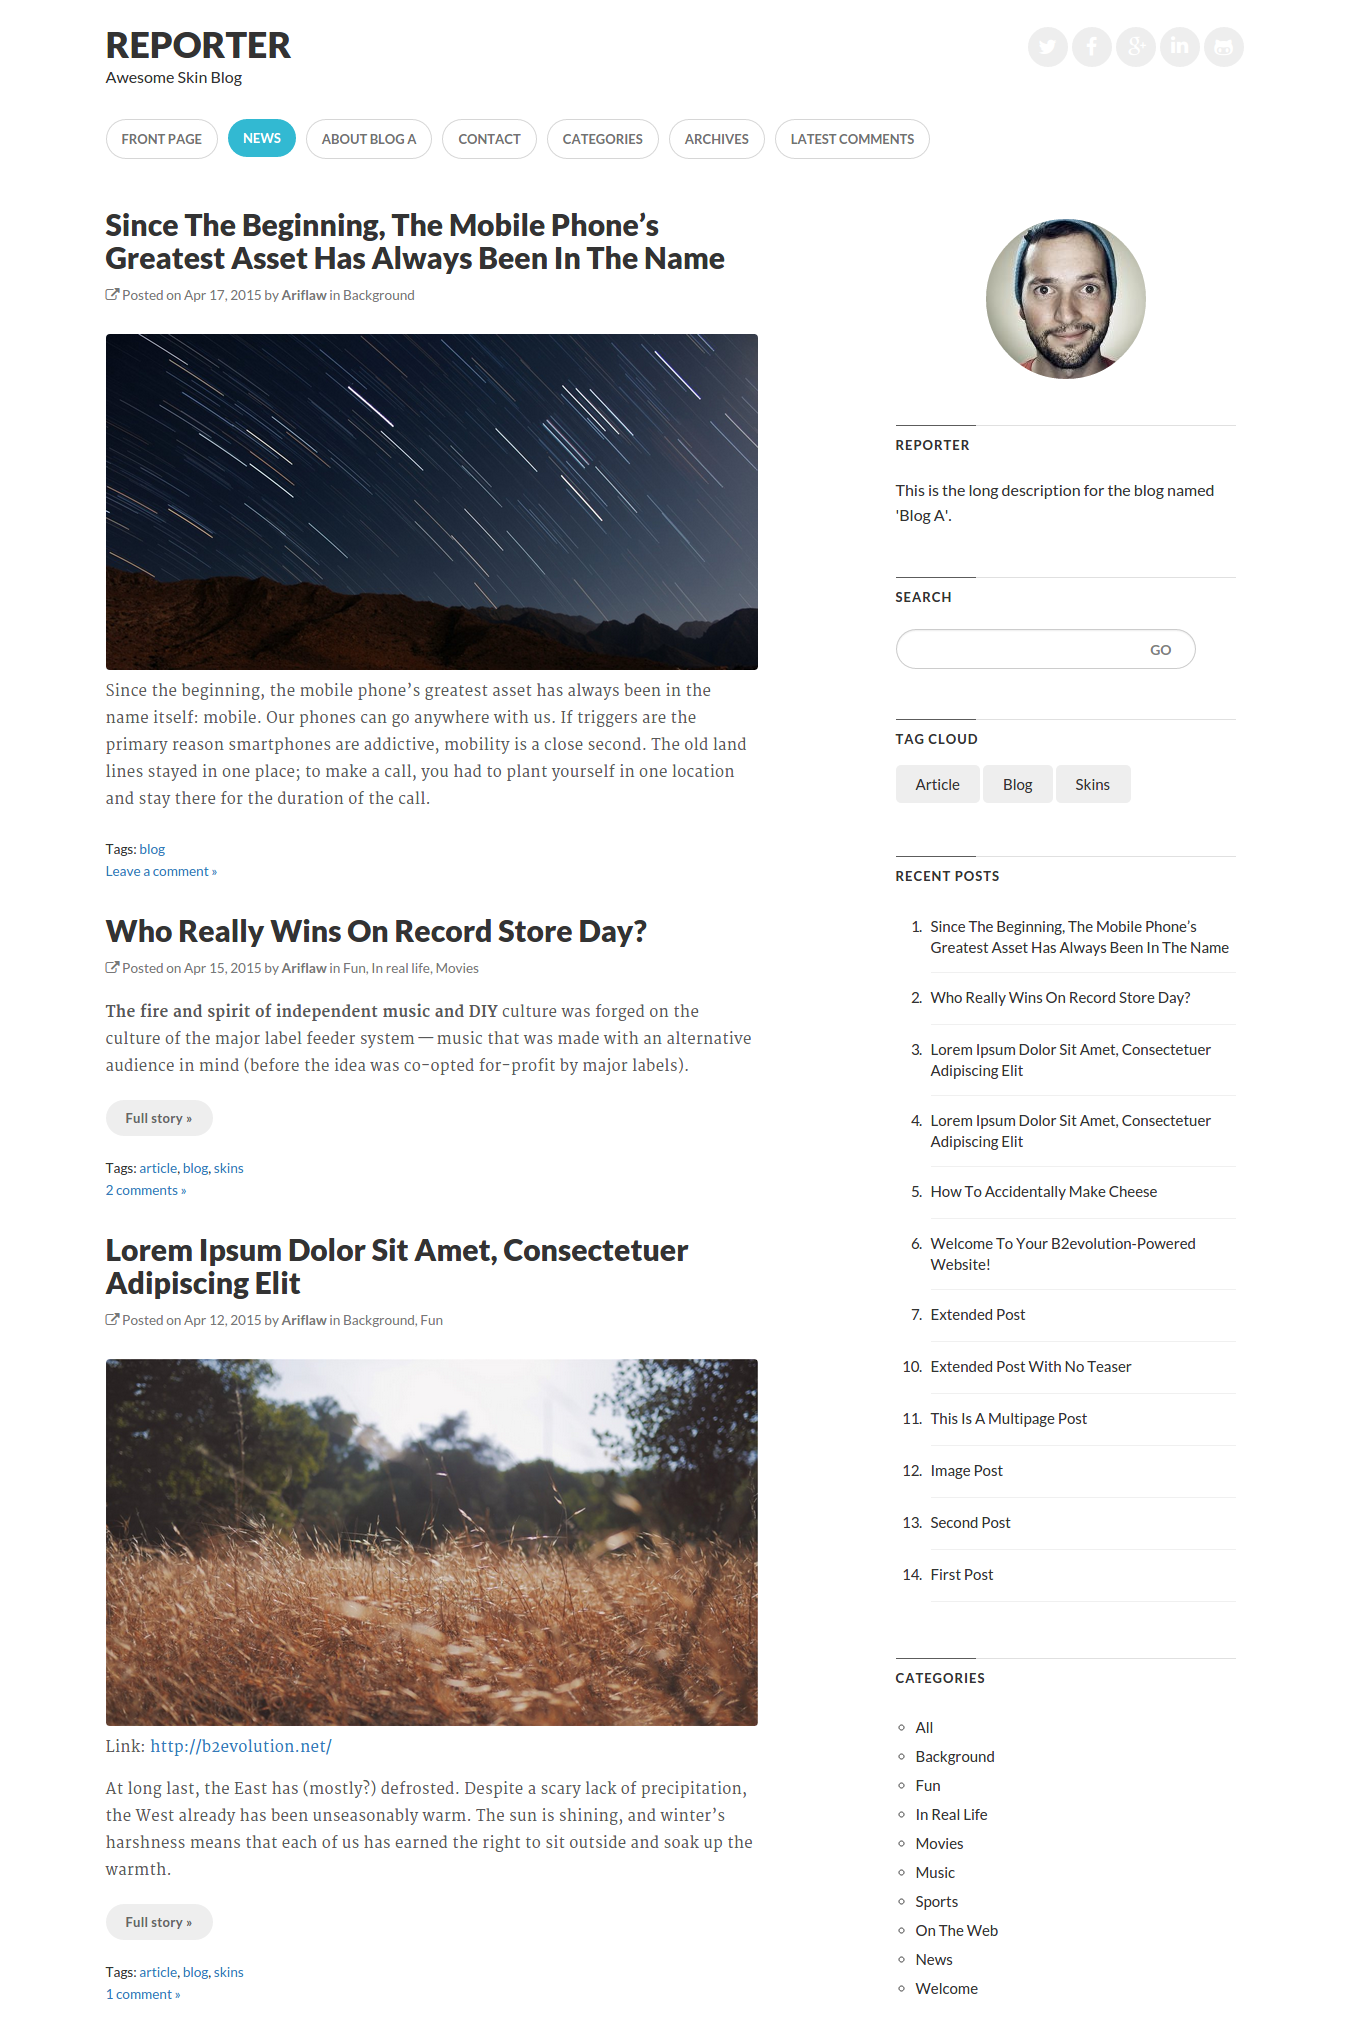 REPORTER
Awesome Skin Blog
FRONT PAGE
NEWS
ABOUT BLOG A
CONTACT
CATEGORIES
ARCHIVES
LATEST COMMENTS
Since The Beginning, The Mobile Phone’s
Greatest Asset Has Always Been In The Name
Posted on Apr 17, 2015 by Ariflaw in Background
Since the beginning, the mobile phone’s greatest asset has always been in the
name itself: mobile. Our phones can go anywhere with us. If triggers are the
primary reason smartphones are addictive, mobility is a close second. The old land
lines stayed in one place; to make a call, you had to plant yourself in one location
and stay there for the duration of the call.
Tags: blog
Leave a comment »
Who Really Wins On Record Store Day?
Posted on Apr 15, 2015 by Ariflaw in Fun, In real life, Movies
The fire and spirit of independent music and DIY culture was forged on the
culture of the major label feeder system — music that was made with an alternative
audience in mind (before the idea was co-opted for-profit by major labels).
Full story »
Tags: article, blog, skins
2 comments »
Lorem Ipsum Dolor Sit Amet, Consectetuer
Adipiscing Elit
Posted on Apr 12, 2015 by Ariflaw in Background, Fun
Link: http://b2evolution.net/
At long last, the East has (mostly?) defrosted. Despite a scary lack of precipitation,
the West already has been unseasonably warm. The sun is shining, and winter’s
harshness means that each of us has earned the right to sit outside and soak up the
warmth.
Full story »
Tags: article, blog, skins
1 comment »
REPORTER
This is the long description for the blog named
'Blog A'.
SEARCH
GO
TAG CLOUD
Article
Blog
Skins
RECENT POSTS
1. Since The Beginning, The Mobile Phone’s
Greatest Asset Has Always Been In The Name
2. Who Really Wins On Record Store Day?
3. Lorem Ipsum Dolor Sit Amet, Consectetuer
Adipiscing Elit
4. Lorem Ipsum Dolor Sit Amet, Consectetuer
Adipiscing Elit
5. How To Accidentally Make Cheese
6. Welcome To Your B2evolution-Powered
Website!
7. Extended Post
10. Extended Post With No Teaser
11. This Is A Multipage Post
12. Image Post
13. Second Post
14. First Post
CATEGORIES
All
Background
Fun
In Real Life
Movies
Music
Sports
On The Web
News
Welcome